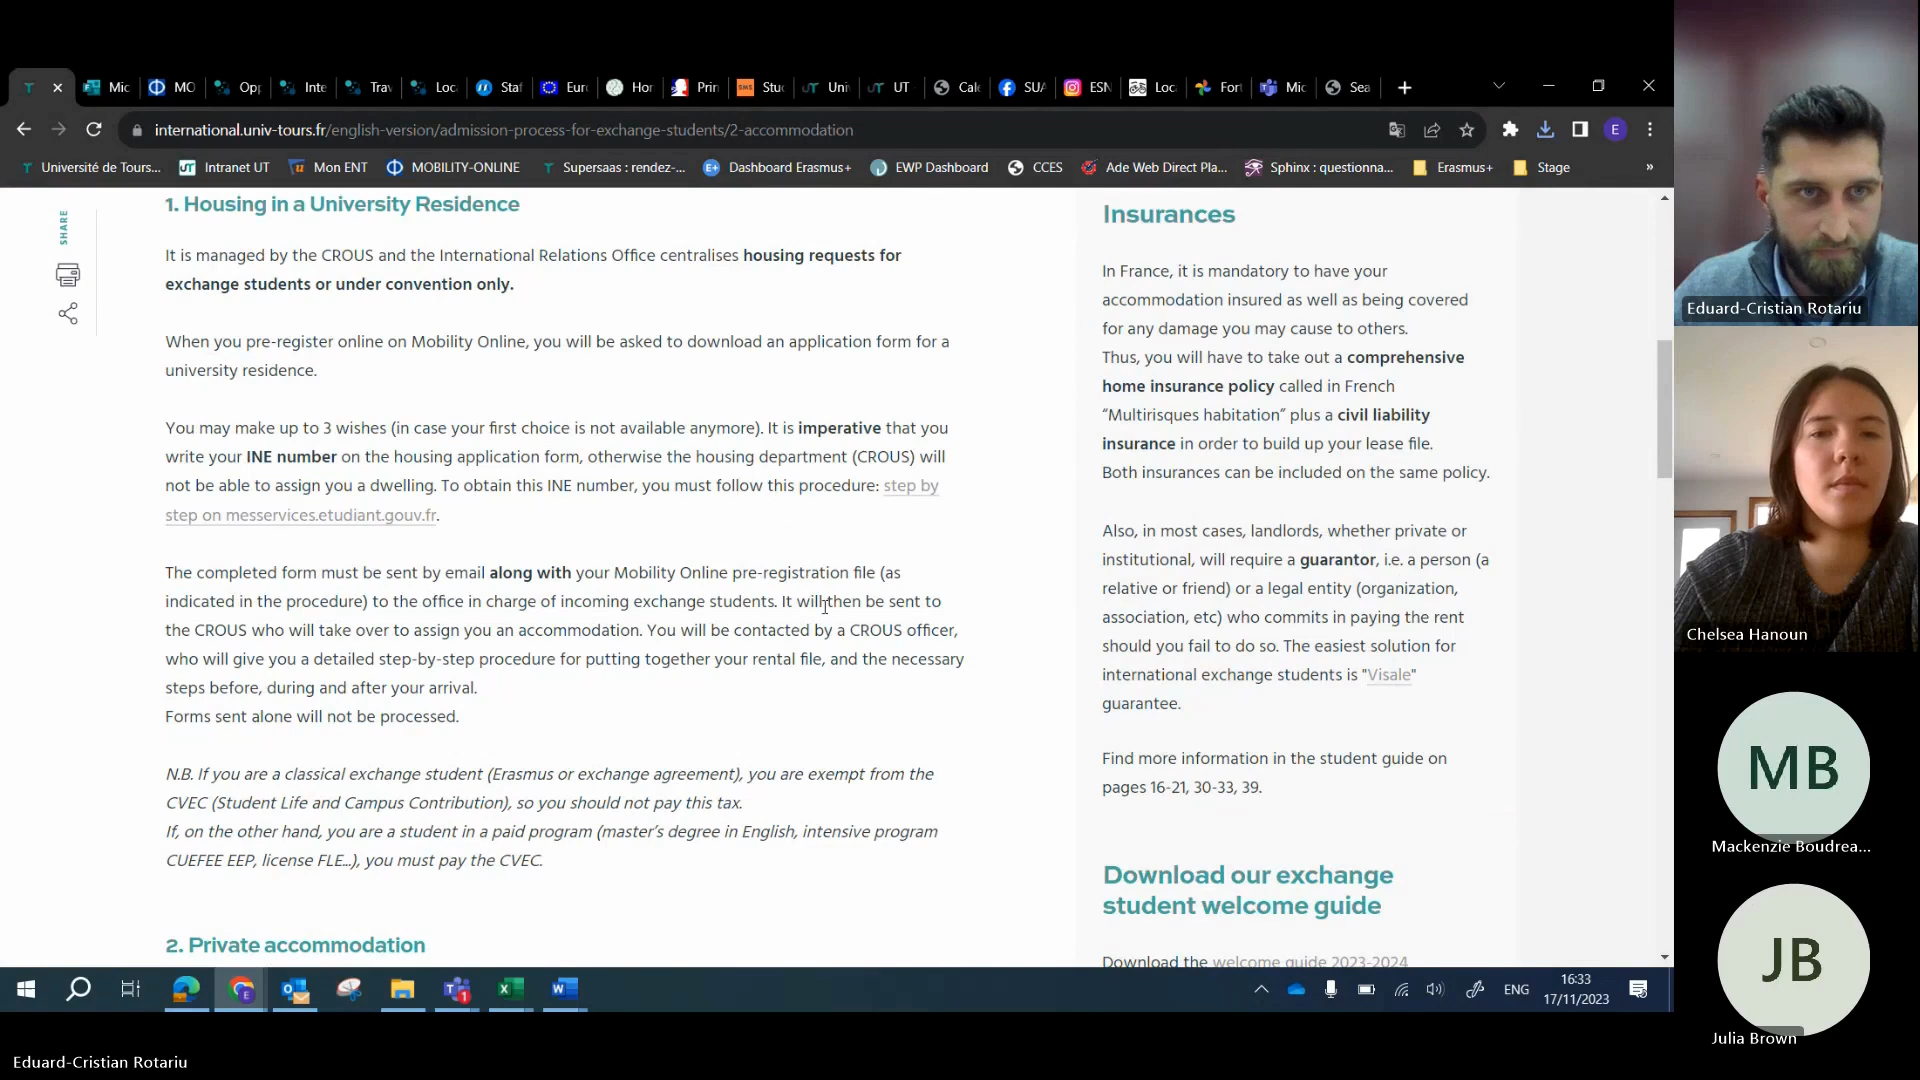 Mic
MO
Opp
Inte
Trav
Loc
Staf
Euro
Hor
Prin
Stud
Uni
UT
Calc
SUA
ESN
Loc
Fort
Mic
Sea
international.univ-tours.fr/english-version/admission-process-for-exchange-students/2-accommodation
E
Université de Tours...
Intranet UT
Mon ENT
MOBILITY-ONLINE
Supersaas : rendez-...
Dashboard Erasmus+
EWP Dashboard
CCES
Ade Web Direct Pla...
Sphinx : questionna...
Erasmus+
Stage
»
SHARE
1. Housing in a University Residence
It is managed by the CROUS and the International Relations Office centralises housing requests for
exchange students or under convention only.
When you pre-register online on Mobility Online, you will be asked to download an application form for a
university residence.
You may make up to 3 wishes (in case your first choice is not available anymore). It is imperative that you
write your INE number on the housing application form, otherwise the housing department (CROUS) will
not be able to assign you a dwelling. To obtain this INE number, you must follow this procedure: step by
step on messervices.etudiant.gouv.fr.
The completed form must be sent by email along with your Mobility Online pre-registration file (as
indicated in the procedure) to the office in charge of incoming exchange students. It will then be sent to
the CROUS who will take over to assign you an accommodation. You will be contacted by a CROUS officer,
who will give you a detailed step-by-step procedure for putting together your rental file, and the necessary
steps before, during and after your arrival.
Forms sent alone will not be processed.
N.B. If you are a classical exchange student (Erasmus or exchange agreement), you are exempt from the
CVEC (Student Life and Campus Contribution), so you should not pay this tax.
If, on the other hand, you are a student in a paid program (master's degree in English, intensive program
CUEFEE EEP, license FLE...), you must pay the CVEC.
2. Private accommodation
Insurances
In France, it is mandatory to have your
accommodation insured as well as being covered
for any damage you may cause to others.
Thus, you will have to take out a comprehensive
home insurance policy called in French
“Multirisques habitation” plus a civil liability
insurance in order to build up your lease file.
Both insurances can be included on the same policy.
Also, in most cases, landlords, whether private or
institutional, will require a guarantor, i.e. a person (a
relative or friend) or a legal entity (organization,
association, etc) who commits in paying the rent
should you fail to do so. The easiest solution for
international exchange students is "Visale"
guarantee.
Find more information in the student guide on
pages 16-21, 30-33, 39.
Download our exchange
student welcome guide
Download the welcome guide 2023-2024
ENG
16:33
17/11/2023
Eduard-Cristian Rotariu
Chelsea Hanoun
MB
Mackenzie Boudrea...
JB
Julia Brown
Eduard-Cristian Rotariu